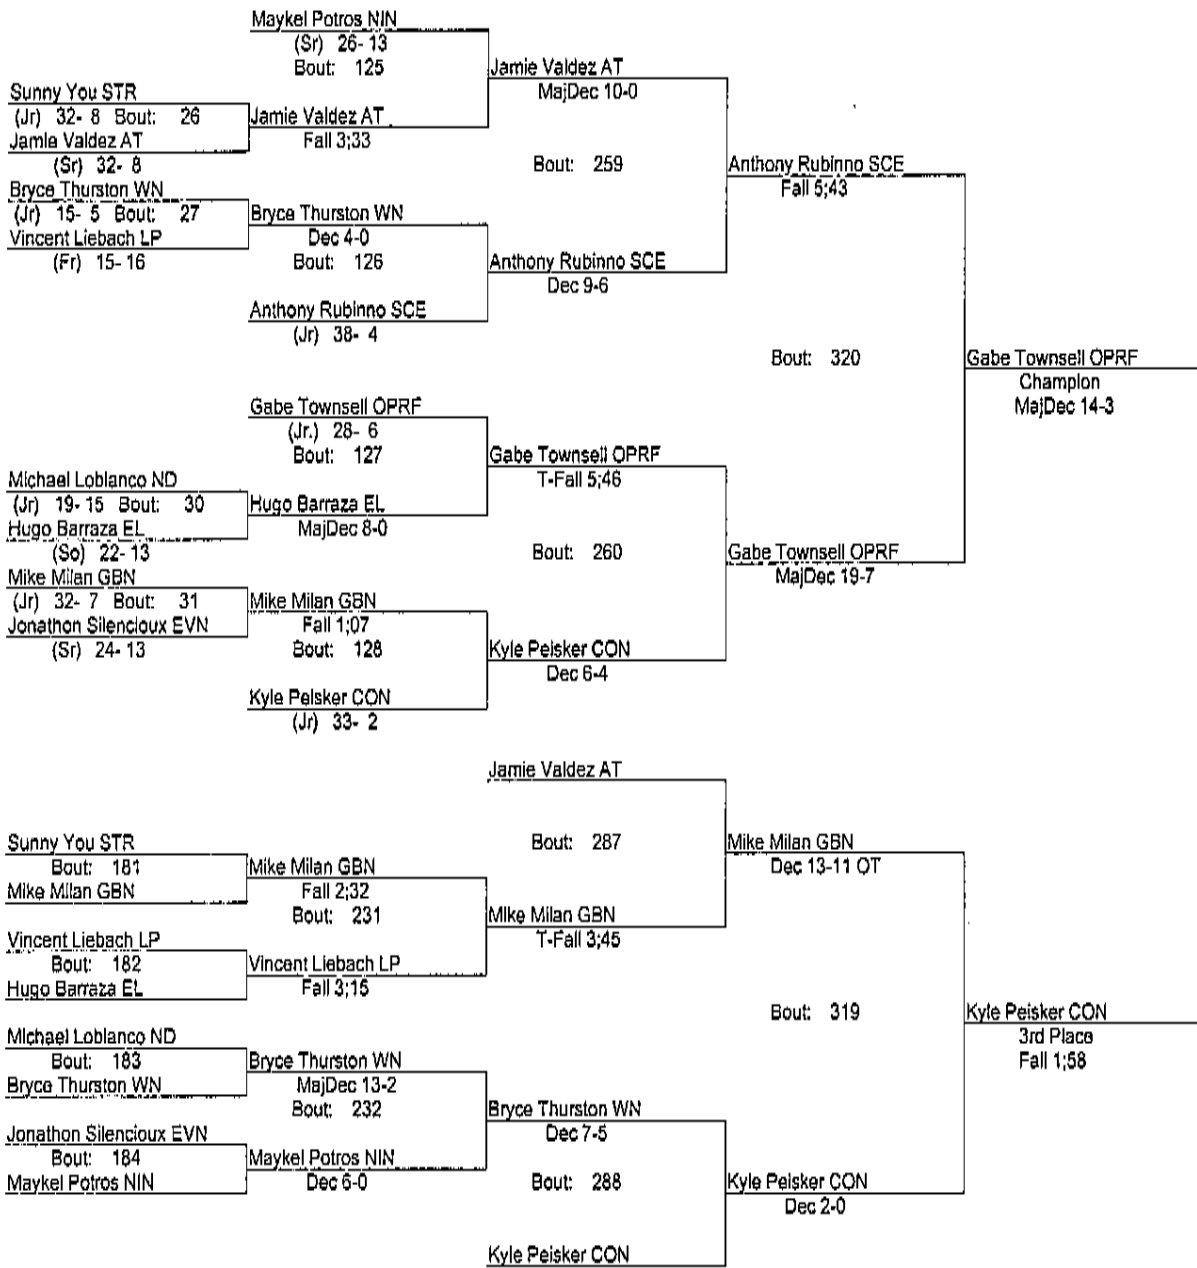 Maykel Potros NIN
(Sr) 26- 13
Bout: 125
Jamie Valdez AT
MajDec 10-0
Sunny You STR
(Jr) 32- 8 Bout: 26
Jamie Valdez AT
Fall 3;33
Jamie Valdez AT
(Sr) 32- 8
Bout: 259
Anthony Rubinno SCE
Fall 5;43
Bryce Thurston WN
(Jr) 15- 5 Bout: 27
Bryce Thurston WN
Dec 4-0
Vincent Liebach LP
(Fr) 15- 16
Bout: 126
Anthony Rubinno SCE
Dec 9-6
Anthony Rubinno SCE
(Jr) 38- 4
Bout: 320
Gabe Townsell OPRF
Champion
MajDec 14-3
Gabe Townsell OPRF
(Jr.) 28- 6
Bout: 127
Gabe Townsell OPRF
T-Fall 5;46
Michael Loblanco ND
(Jr) 19- 15 Bout: 30
Hugo Barraza EL
MajDec 8-0
Hugo Barraza EL
(So) 22- 13
Bout: 260
Gabe Townsell OPRF
MajDec 19-7
Mike Milan GBN
(Jr) 32- 7 Bout: 31
Mike Milan GBN
Fall 1;07
Jonathon Silencioux EVN
(Sr) 24- 13
Bout: 128
Kyle Peisker CON
Dec 6-4
Kyle Peisker CON
(Jr) 33- 2
Jamie Valdez AT
Bout: 287
Mike Milan GBN
Dec 13-11 OT
Sunny You STR
Bout: 181
Mike Milan GBN
Mike Milan GBN
Fall 2;32
Bout: 231
Mike Milan GBN
T-Fall 3;45
Vincent Liebach LP
Bout: 182
Hugo Barraza EL
Vincent Liebach LP
Fall 3;15
Bout: 319
Kyle Peisker CON
3rd Place
Fall 1;58
Michael Loblanco ND
Bout: 183
Bryce Thurston WN
Bryce Thurston WN
MajDec 13-2
Bout: 232
Bryce Thurston WN
Dec 7-5
Jonathon Silencioux EVN
Bout: 184
Maykel Potros NIN
Maykel Potros NIN
Dec 6-0
Bout: 288
Kyle Peisker CON
Dec 2-0
Kyle Peisker CON